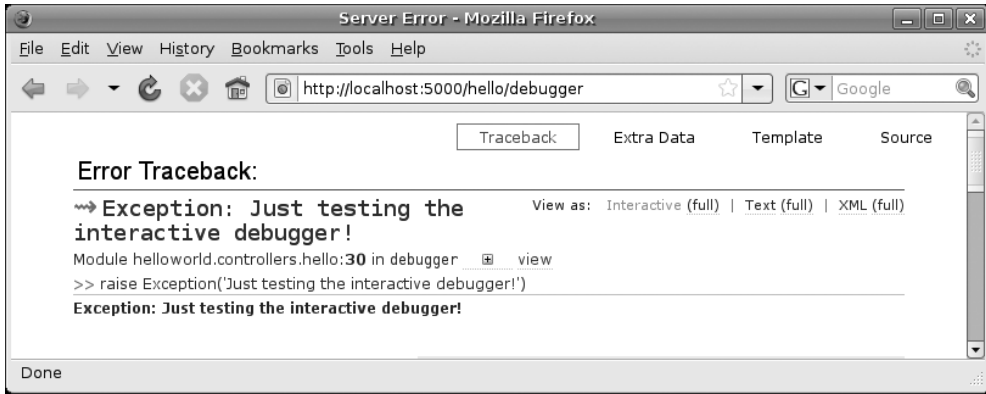 Server Error - Mozilla Firefox
File Edit View History Bookmarks Tools Help
http://localhost:5000/hello/debugger G Google
Traceback Extra Data Template Source
Error Traceback:
⇝ Exception: Just testing the interactive debugger!
View as: Interactive (full) | Text (full) | XML (full)
Module helloworld.controllers.hello:30 in debugger view
>> raise Exception('Just testing the interactive debugger!')
Exception: Just testing the interactive debugger!
Done